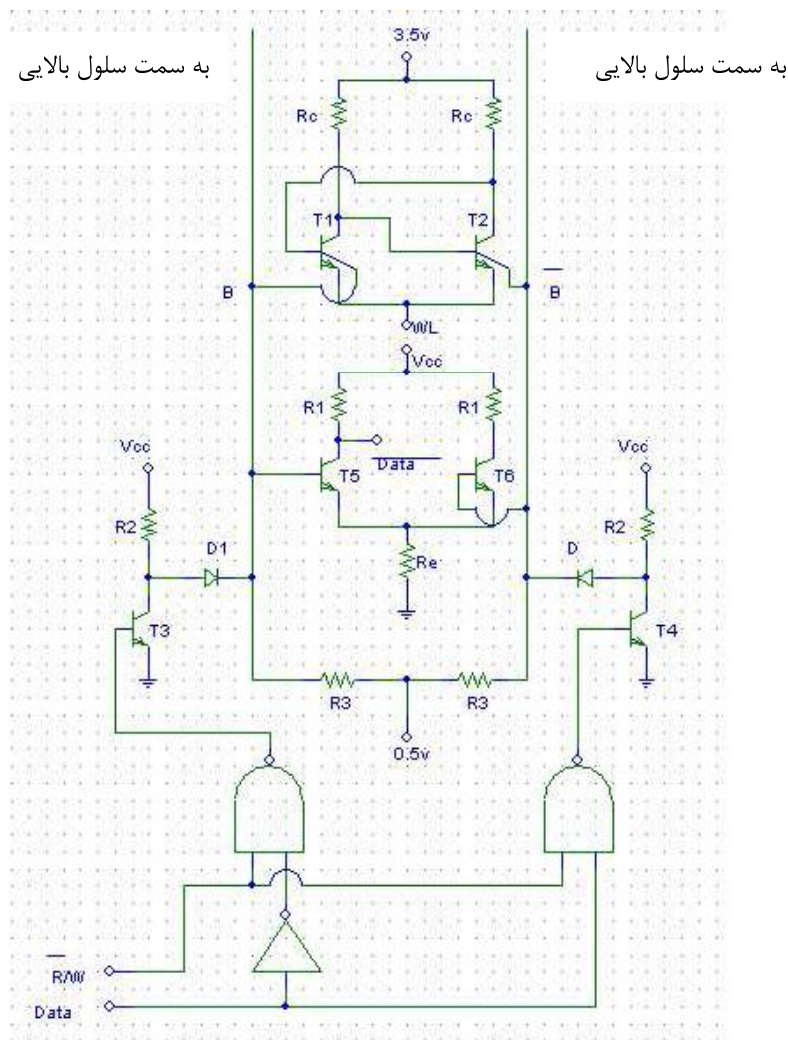 به سمت سلول بالایی
به سمت سلول بالایی
3.5v
Rc
Rc
T1
T2
B
B
WL
Vcc
R1
R1
Vcc
Data
Vcc
T5
T6
R2
R2
D1
D
Re
T3
T4
R3
R3
0.5v
R/W
Data